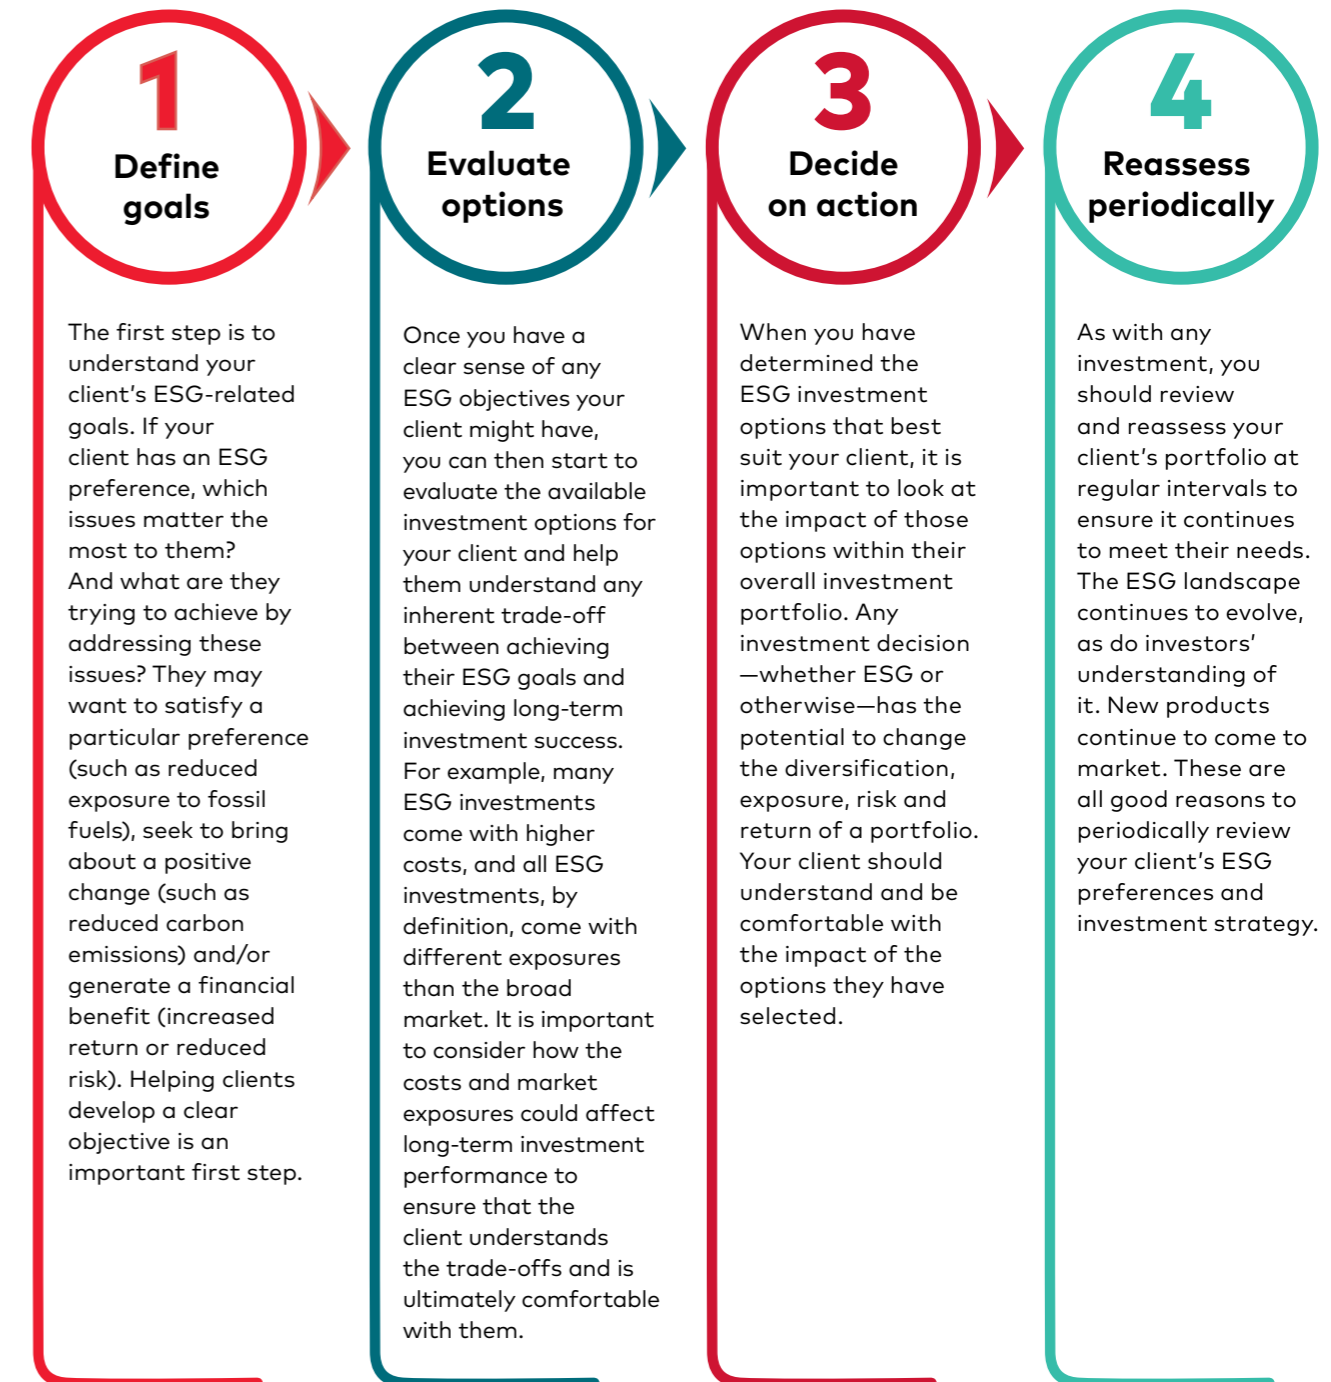 1
Define
goals
The first step is to
understand your
client's ESG-related
goals. If your
client has an ESG
preference, which
issues matter the
most to them?
And what are they
trying to achieve by
addressing these
issues? They may
want to satisfy a
particular preference
(such as reduced
exposure to fossil
fuels), seek to bring
about a positive
change (such as
reduced carbon
emissions) and/or
generate a financial
benefit (increased
return or reduced
risk). Helping clients
develop a clear
objective is an
important first step.
2
Evaluate
options
Once you have a
clear sense of any
ESG objectives your
client might have,
you can then start to
evaluate the available
investment options for
your client and help
them understand any
inherent trade-off
between achieving
their ESG goals and
achieving long-term
investment success.
For example, many
ESG investments
come with higher
costs, and all ESG
investments, by
definition, come with
different exposures
than the broad
market. It is important
to consider how the
costs and market
exposures could affect
long-term investment
performance to
ensure that the
client understands
the trade-offs and is
ultimately comfortable
with them.
3
Decide
on action
When you have
determined the
ESG investment
options that best
suit your client, it is
important to look at
the impact of those
options within their
overall investment
portfolio. Any
investment decision
—whether ESG or
otherwise—has the
potential to change
the diversification,
exposure, risk and
return of a portfolio.
Your client should
understand and be
comfortable with
the impact of the
options they have
selected.
4
Reassess
periodically
As with any
investment, you
should review
and reassess your
client's portfolio at
regular intervals to
ensure it continues
to meet their needs.
The ESG landscape
continues to evolve,
as do investors'
understanding of
it. New products
continue to come to
market. These are
all good reasons to
periodically review
your client's ESG
preferences and
investment strategy.